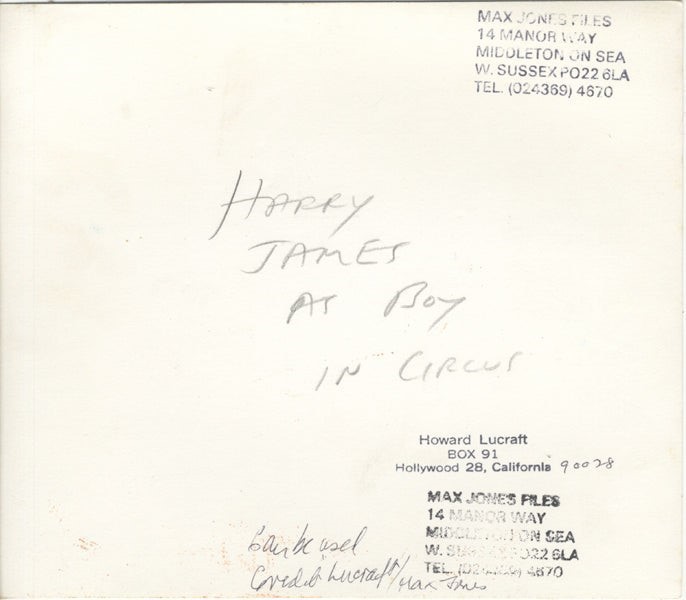 MAX JONES FILES
14 MANOR WAY
MIDDLETON ON SEA
W. SUSSEX PO22 6LA
TEL. (024369) 4670
HARRY
JAMES
AS BOY
IN CIRCUS
Howard Lucraft
BOX 91
Hollywood 28, California 90028
MAX JONES FILES
14 MANOR WAY
MIDDLETON ON SEA
W. SUSSEX PO22 6LA
TEL. (024369) 4670
Can be used
Credit Lucraft/Max Jones